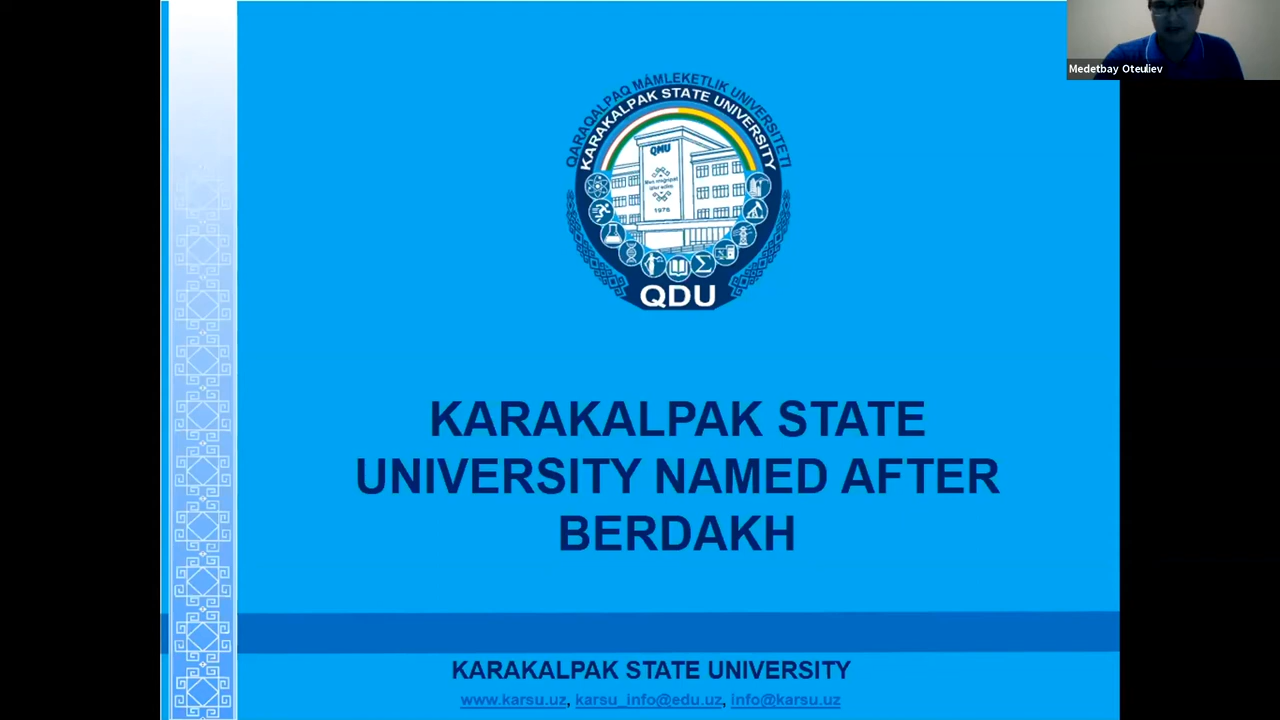 Medetbay Oteuliev
QARAQALPAQ MÁMLEKETLIK UNIVERSITETI
KARAKALPAK STATE UNIVERSITY
QMU
1976
QDU
KARAKALPAK STATE
UNIVERSITY NAMED AFTER
BERDAKH
KARAKALPAK STATE UNIVERSITY
www.karsu.uz, karsu_info@edu.uz, info@karsu.uz